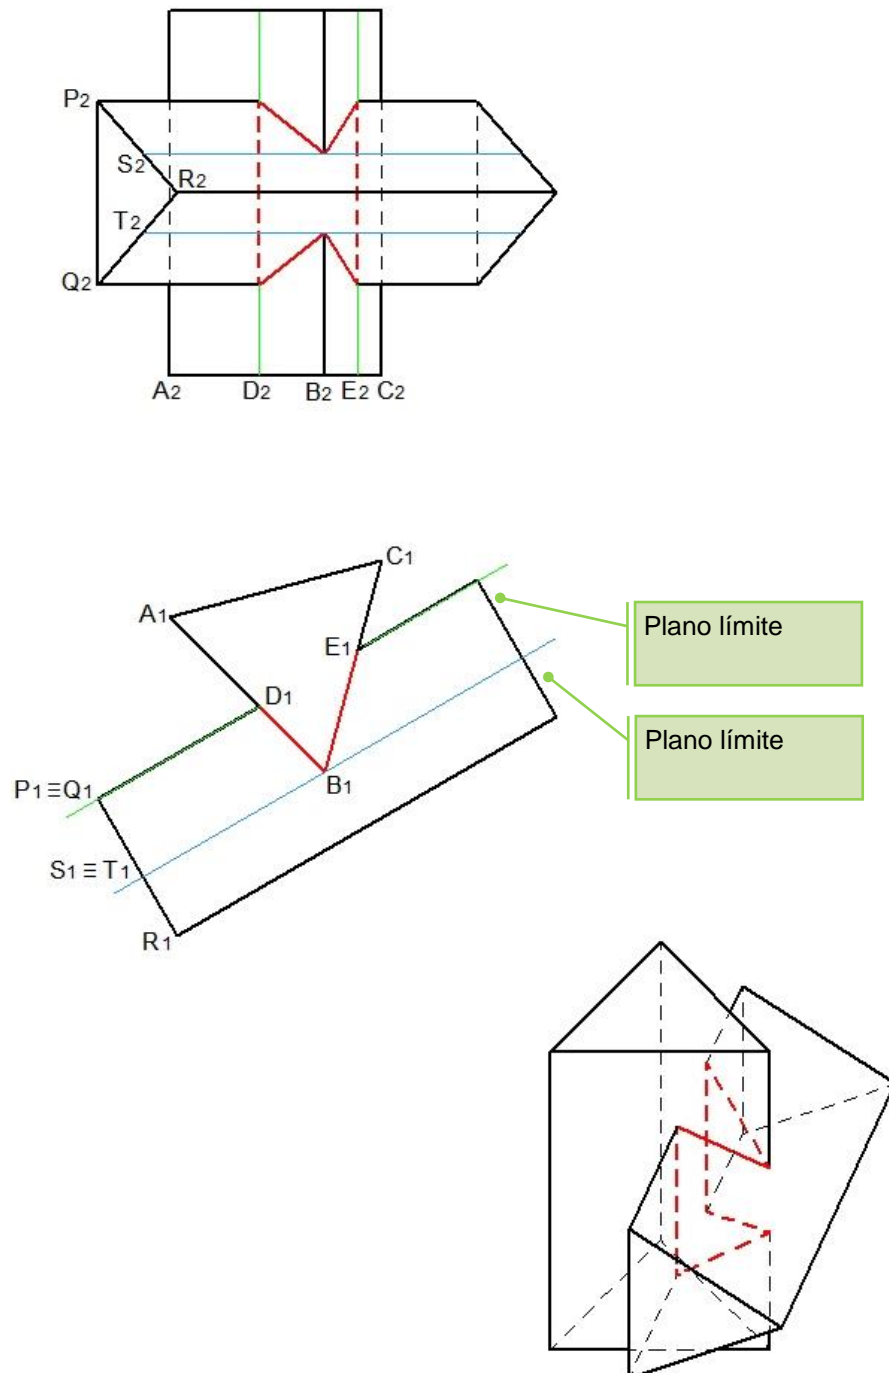 P2
S2
R2
T2
Q2
A2 D2 B2 E2 C2
C1
A1
E1
Plano límite
D1
Plano límite
B1
P1 ≡Q1
S1 ≡ T1
R1